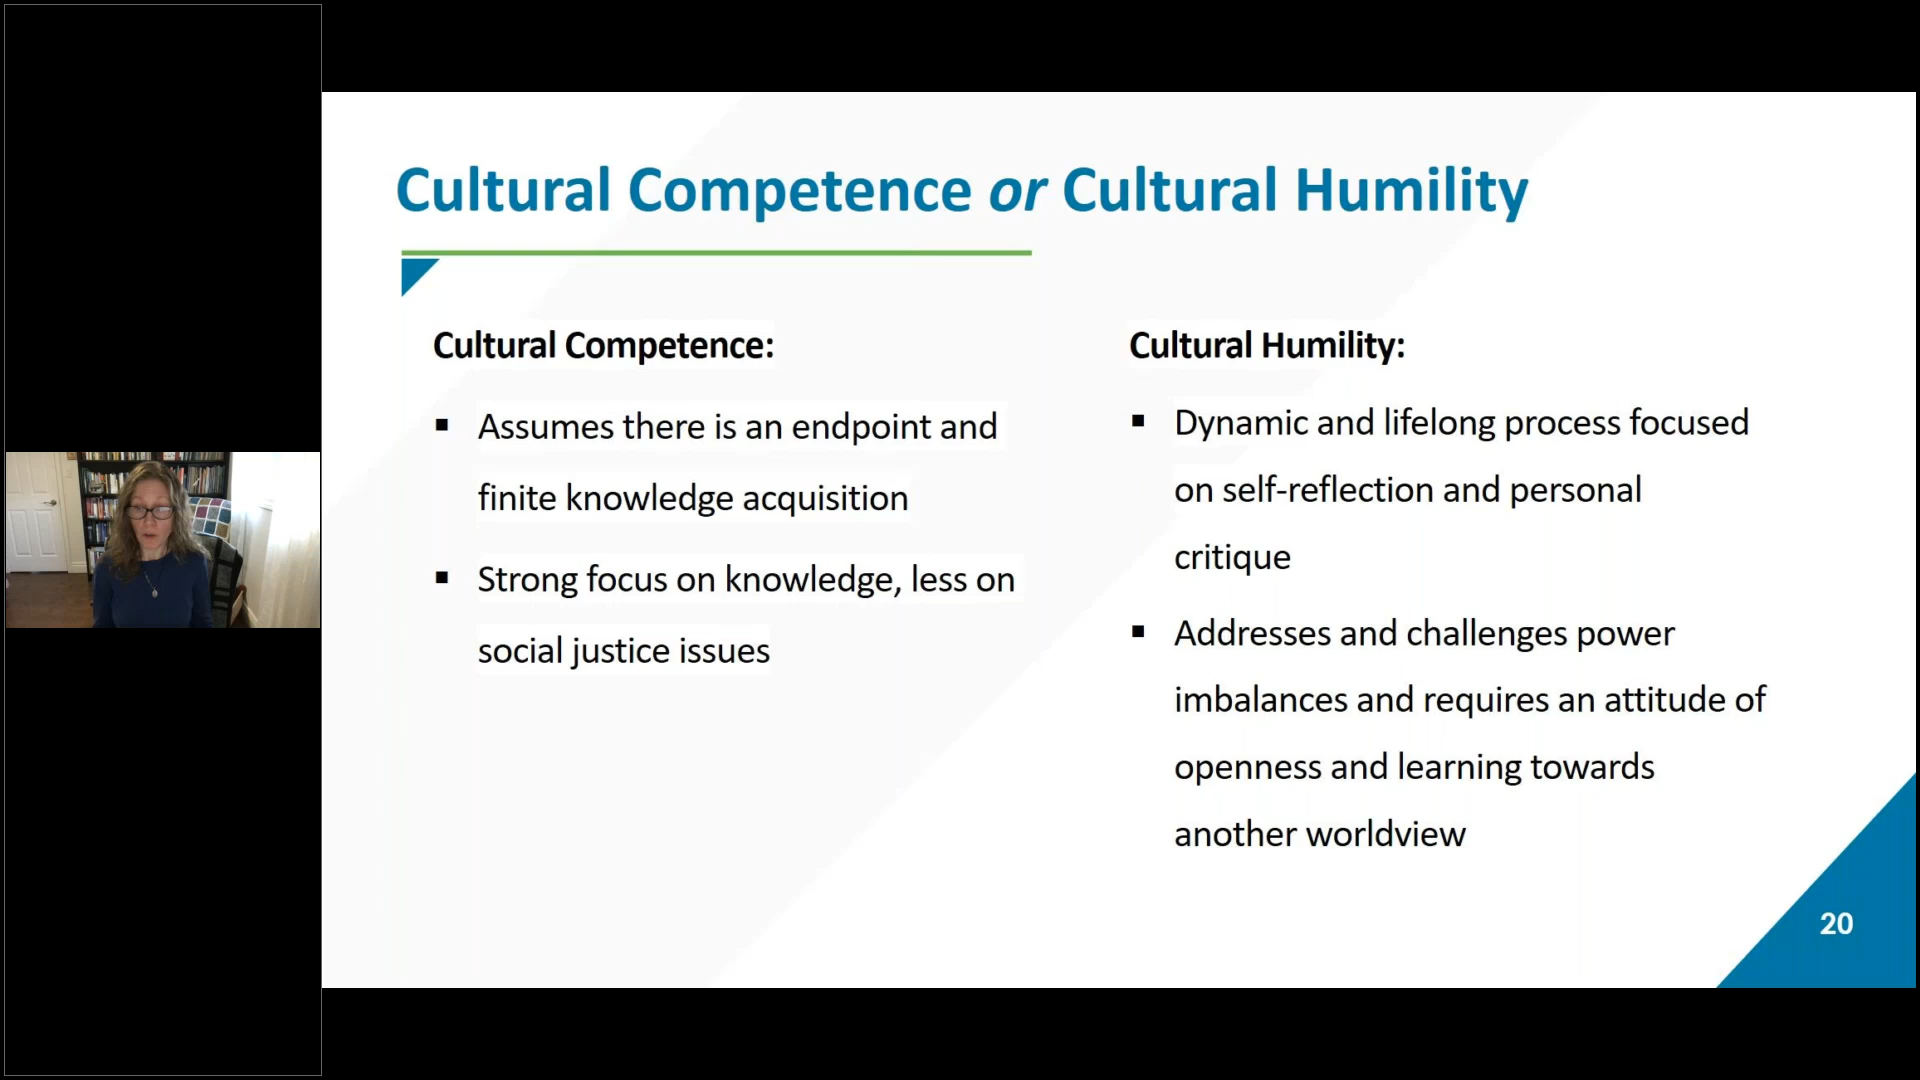 Cultural Competence or Cultural Humility
Cultural Competence:
▪ Assumes there is an endpoint and
finite knowledge acquisition
▪ Strong focus on knowledge, less on
social justice issues
Cultural Humility:
▪ Dynamic and lifelong process focused
on self-reflection and personal
critique
▪ Addresses and challenges power
imbalances and requires an attitude of
openness and learning towards
another worldview
20